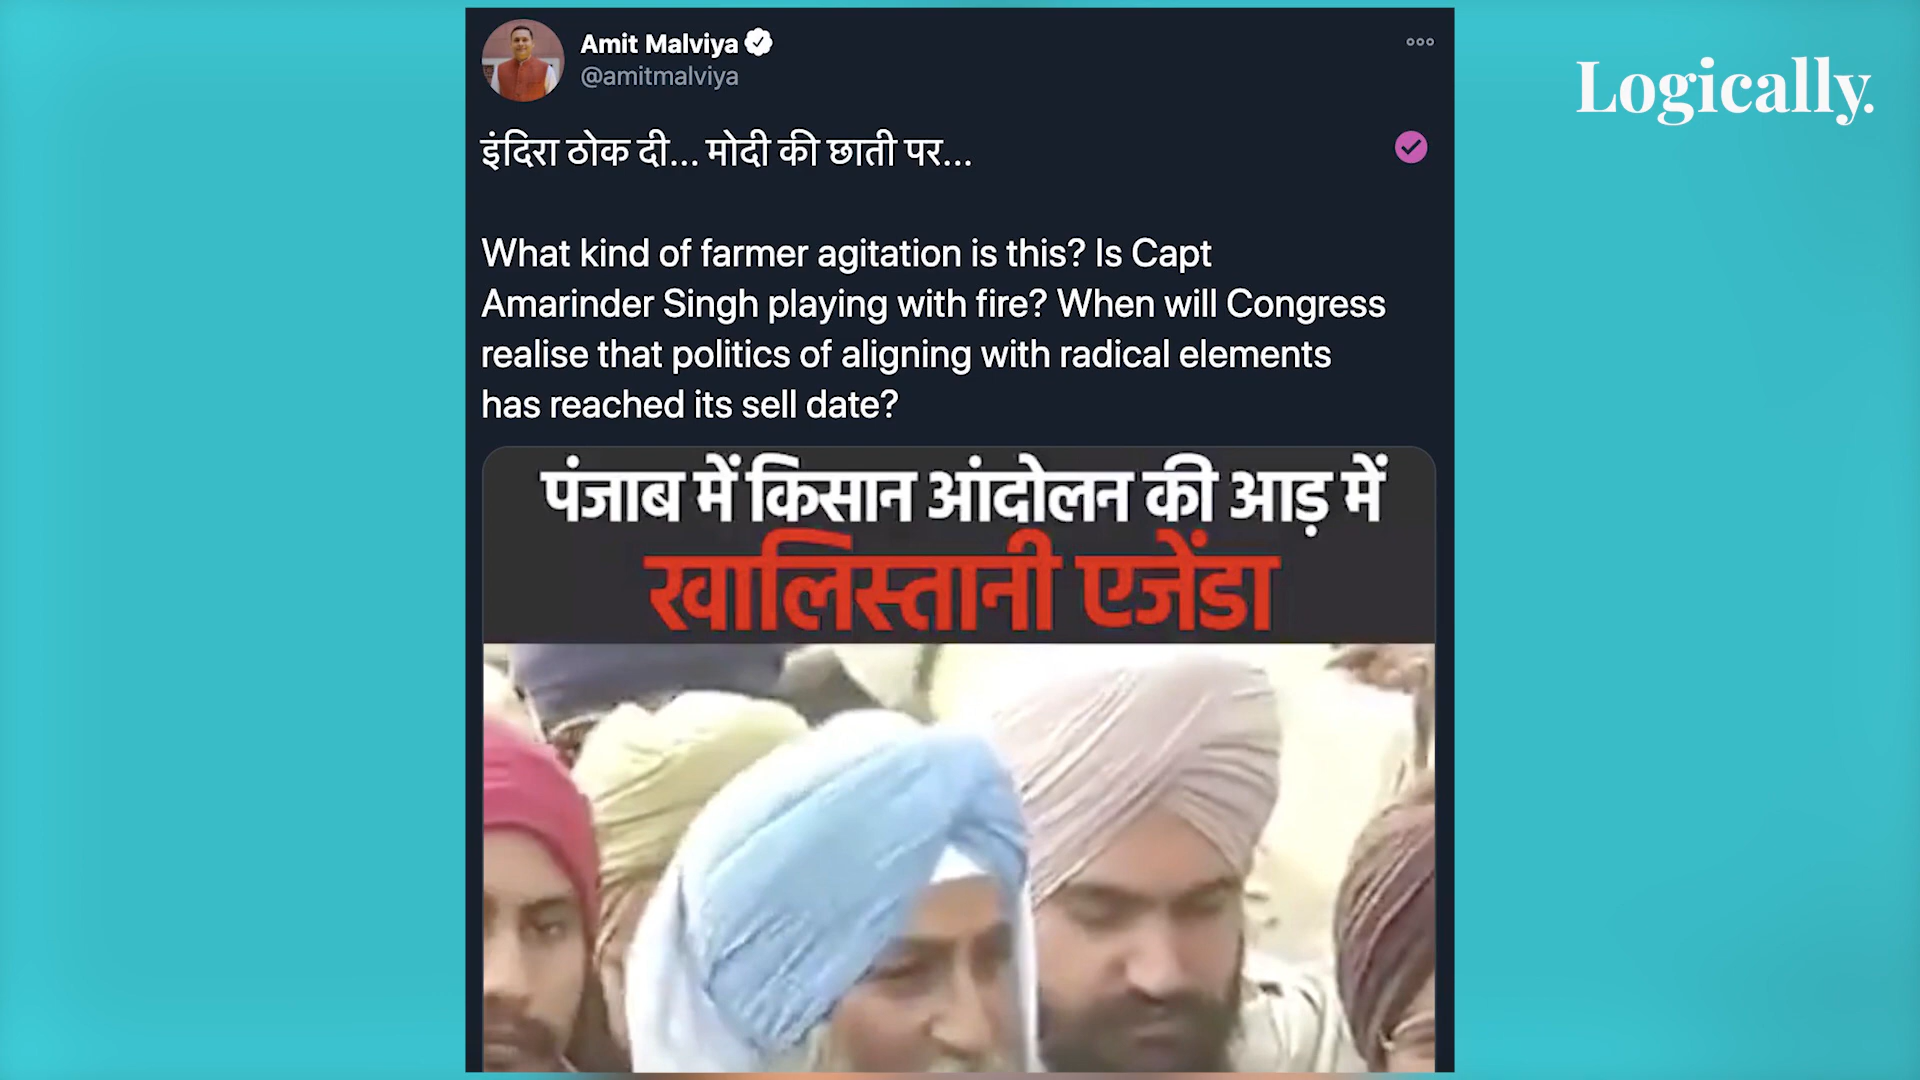 Amit Malviya
@amitmalviya
Logically.
इंदिरा ठोक दी... मोदी की छाती पर...
What kind of farmer agitation is this? Is Capt
Amarinder Singh playing with fire? When will Congress
realise that politics of aligning with radical elements
has reached its sell date?
पंजाब में किसान आंदोलन की आड़ में
खालिस्तानी एजेंडा